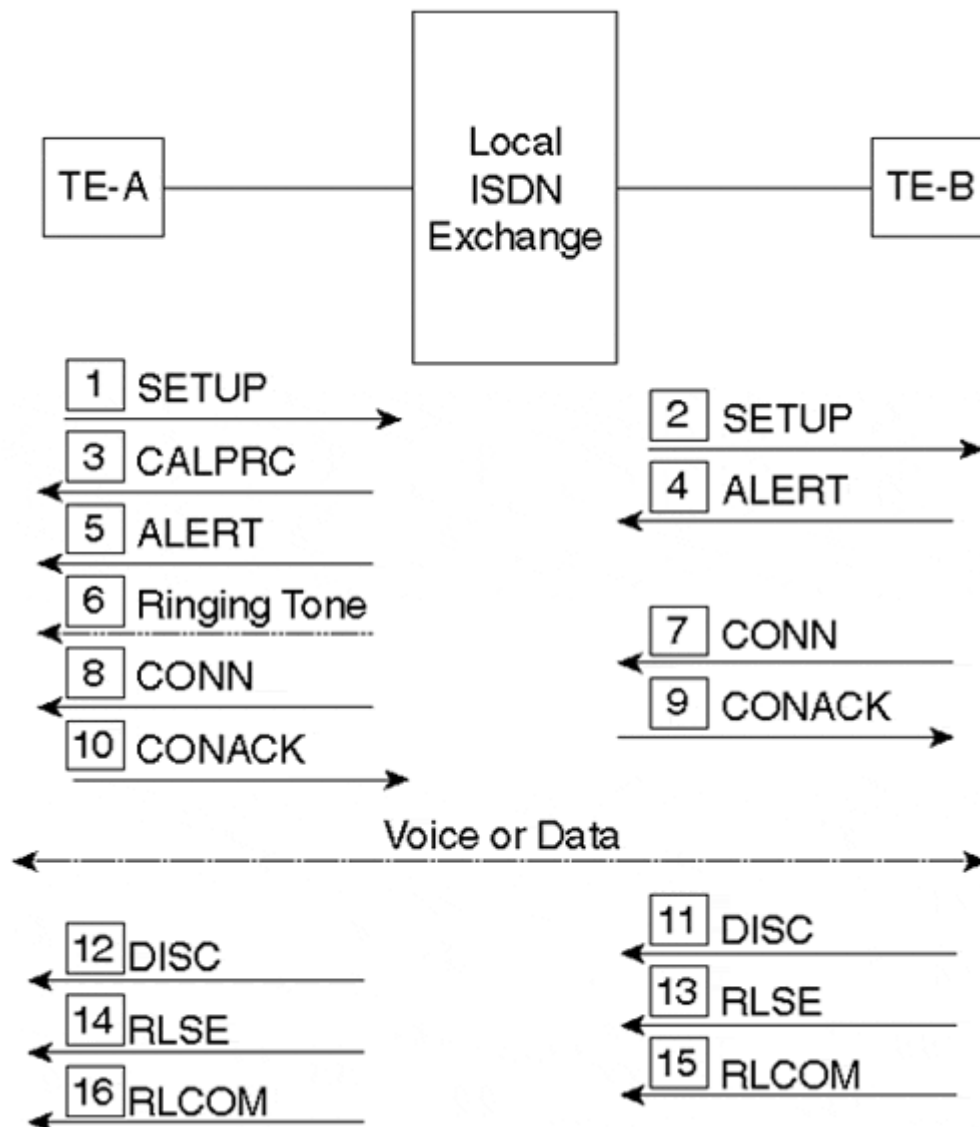 TE-A
Local
ISDN
Exchange
TE-B
1 SETUP
2 SETUP
3 CALPRC
4 ALERT
5 ALERT
6 Ringing Tone
7 CONN
8 CONN
9 CONACK
10 CONACK
Voice or Data
11 DISC
12 DISC
13 RLSE
14 RLSE
15 RLCOM
16 RLCOM